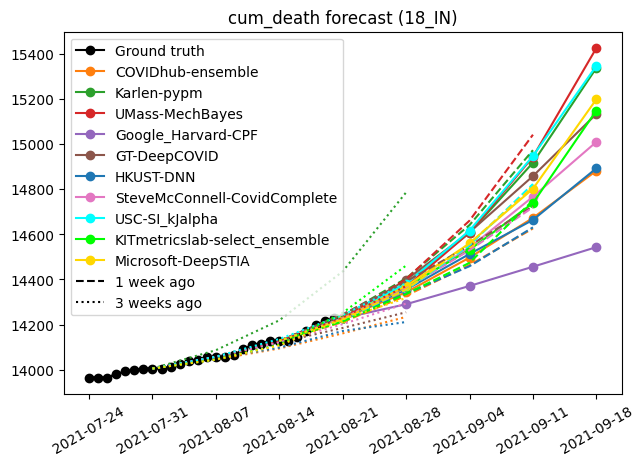 cum_death forecast (18_IN)
15400
15200
15000
14800
14600
14400
14200
14000
Ground truth
COVIDhub-ensemble
Karlen-pypm
UMass-MechBayes
Google_Harvard-CPF
GT-DeepCOVID
HKUST-DNN
SteveMcConnell-CovidComplete
USC-SI_kJalpha
KITmetricslab-select_ensemble
Microsoft-DeepSTIA
1 week ago
3 weeks ago
2021-07-24
2021-07-31
2021-08-07
2021-08-14
2021-08-21
2021-08-28
2021-09-04
2021-09-11
2021-09-18